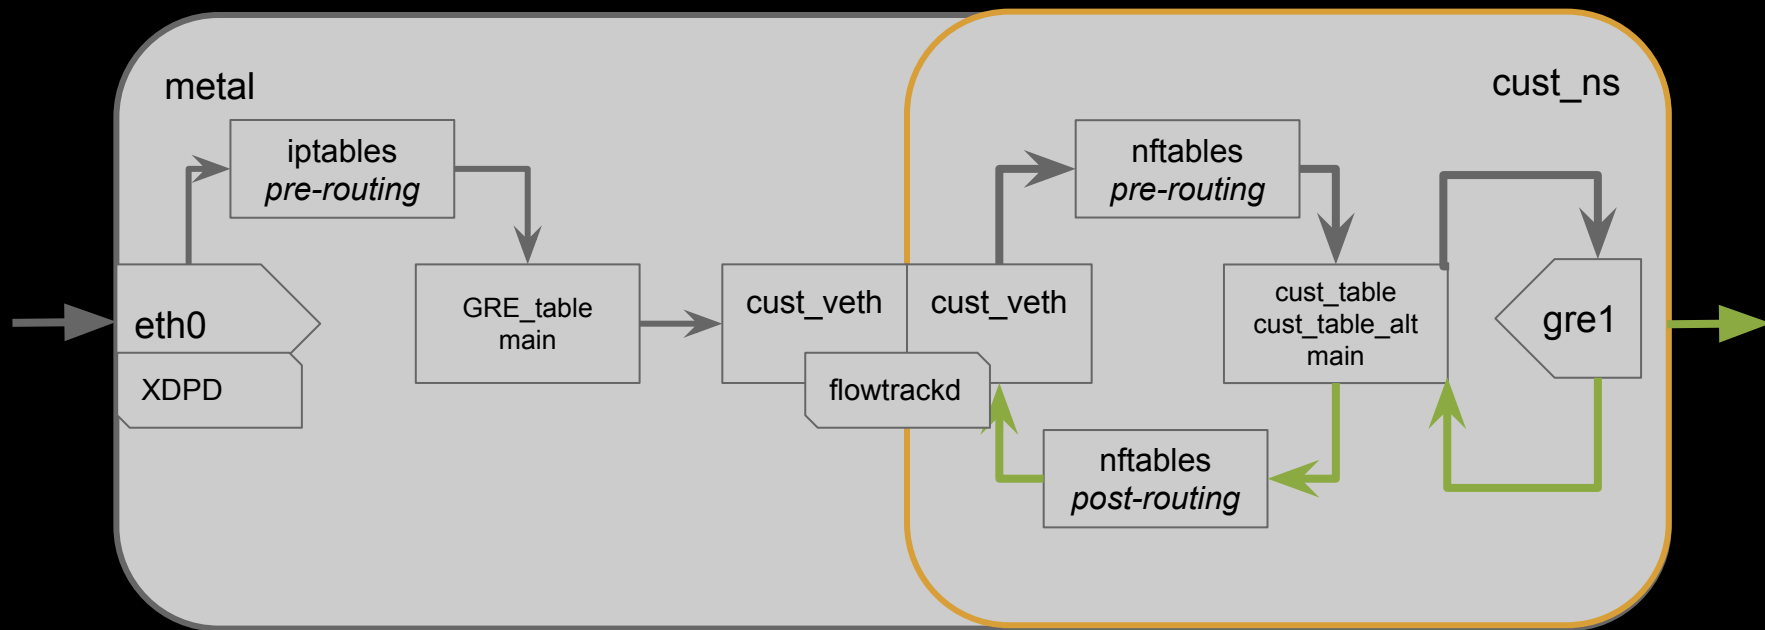 metal
cust_ns
iptables
pre-routing
nftables
pre-routing
eth0
XDPD
GRE_table
main
cust_veth
cust_veth
flowtrackd
cust_table
cust_table_alt
main
gre1
nftables
post-routing